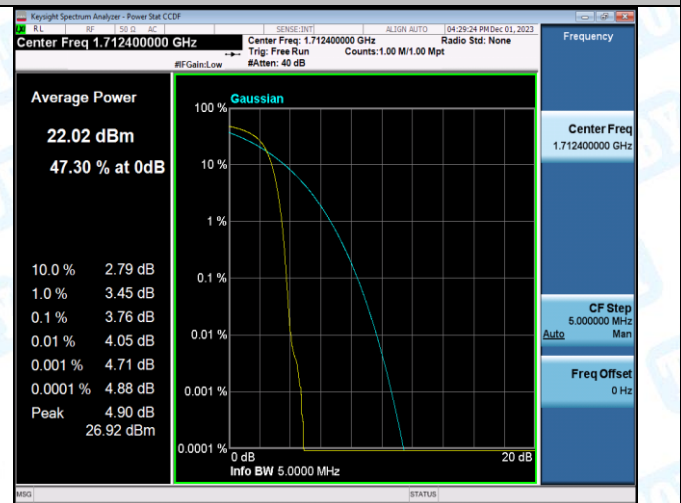 Keysight Spectrum Analyzer - Power Stat CCDF
RL RF 50 Ω AC SENSE:INT ALIGN AUTO 04:29:24 PM Dec 01, 2023
Center Freq 1.712400000 GHz
Center Freq: 1.712400000 GHz Radio Std: None
Trig: Free Run Counts:1.00 M/1.00 Mpt
#IFGain:Low #Atten: 40 dB
Frequency
Average Power
22.02 dBm
47.30 % at 0dB
10.0 % 2.79 dB
1.0 % 3.45 dB
0.1 % 3.76 dB
0.01 % 4.05 dB
0.001 % 4.71 dB
0.0001 % 4.88 dB
Peak 4.90 dB
26.92 dBm
Gaussian
100 %
10 %
1 %
0.1 %
0.01 %
0.001 %
0.0001 %
0 dB 20 dB
Info BW 5.0000 MHz
Center Freq
1.712400000 GHz
CF Step
5.000000 MHz
Auto Man
Freq Offset
0 Hz
MSG STATUS